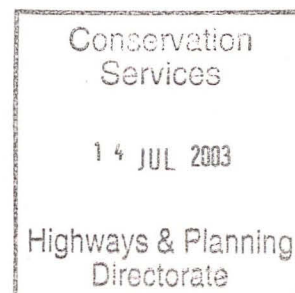 Conservation
Services
14 JUL 2003
Highways & Planning
Directorate